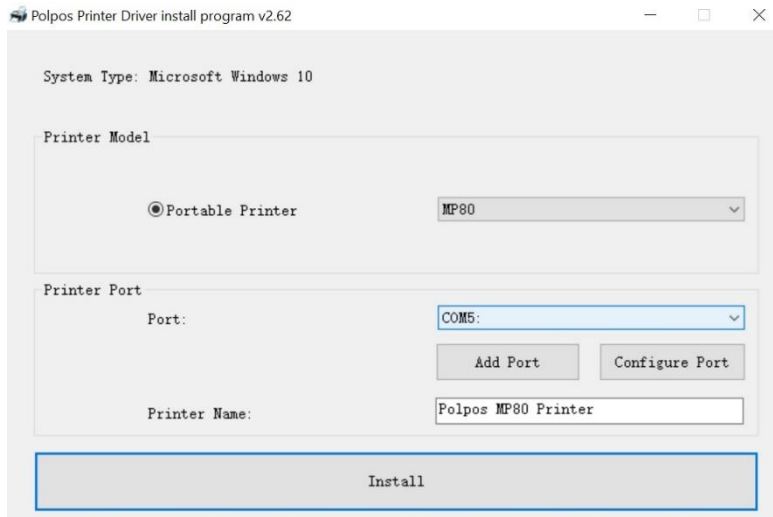 Polpos Printer Driver install program v2.62
System Type: Microsoft Windows 10
Printer Model
Portable Printer
MP80
Printer Port
Port:
COM5:
Add Port
Configure Port
Printer Name:
Polpos MP80 Printer
Install